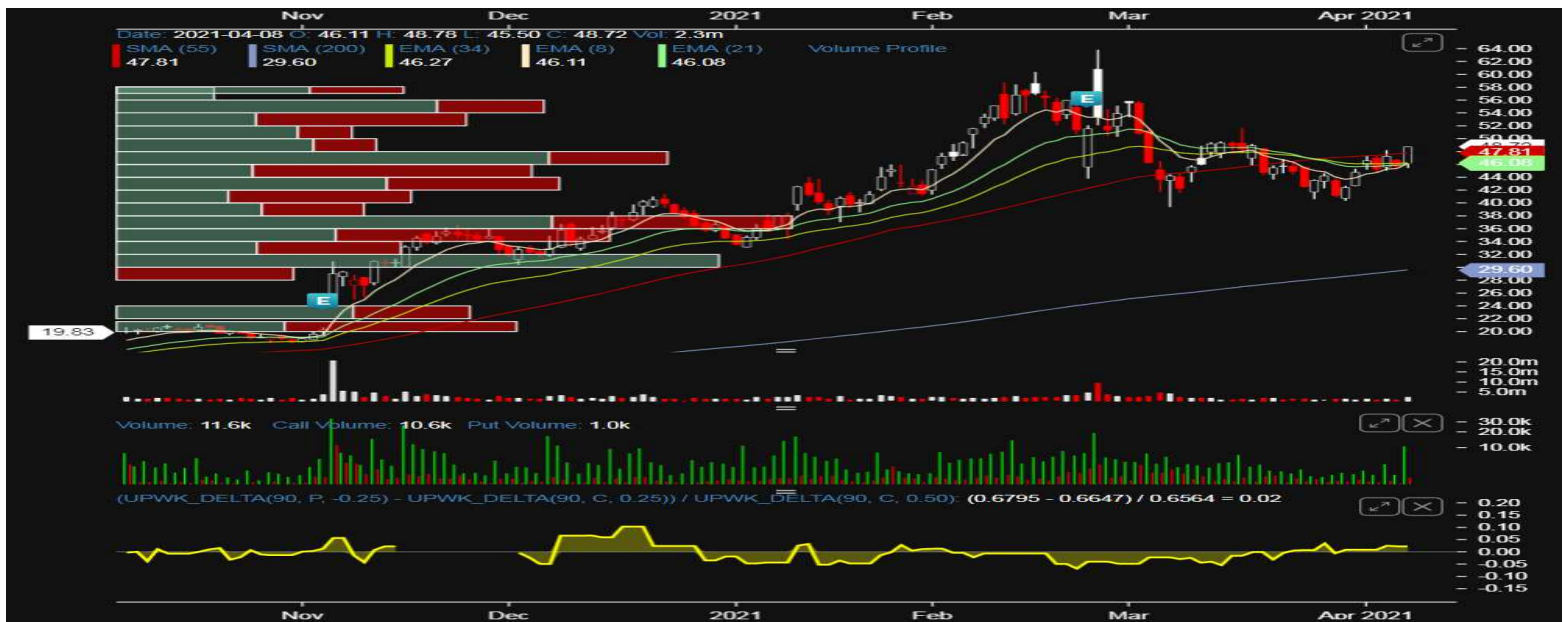 Nov Dec 2021 Feb Mar Apr 2021
Date: 2021-04-08 O: 46.11 H: 48.78 L: 45.50 C: 48.72 Vol: 2.3m
SMA (55) SMA (200) EMA (34) EMA (8) EMA (21) Volume Profile
47.81 29.60 46.27 46.11 46.08
64.00
62.00
60.00
58.00
56.00
54.00
52.00
50.00
47.81
46.08
44.00
42.00
40.00
38.00
36.00
34.00
32.00
29.60
28.00
26.00
24.00
22.00
20.00
E
E
19.83
20.0m
15.0m
10.0m
5.0m
Volume: 11.6k Call Volume: 10.6k Put Volume: 1.0k
30.0k
20.0k
10.0k
(UPWK_DELTA(90, P, -0.25) - UPWK_DELTA(90, C, 0.25)) / UPWK_DELTA(90, C, 0.50): (0.6795 - 0.6647) / 0.6564 = 0.02
0.20
0.15
0.10
0.05
0.00
-0.05
-0.10
-0.15
Nov Dec 2021 Feb Mar Apr 2021